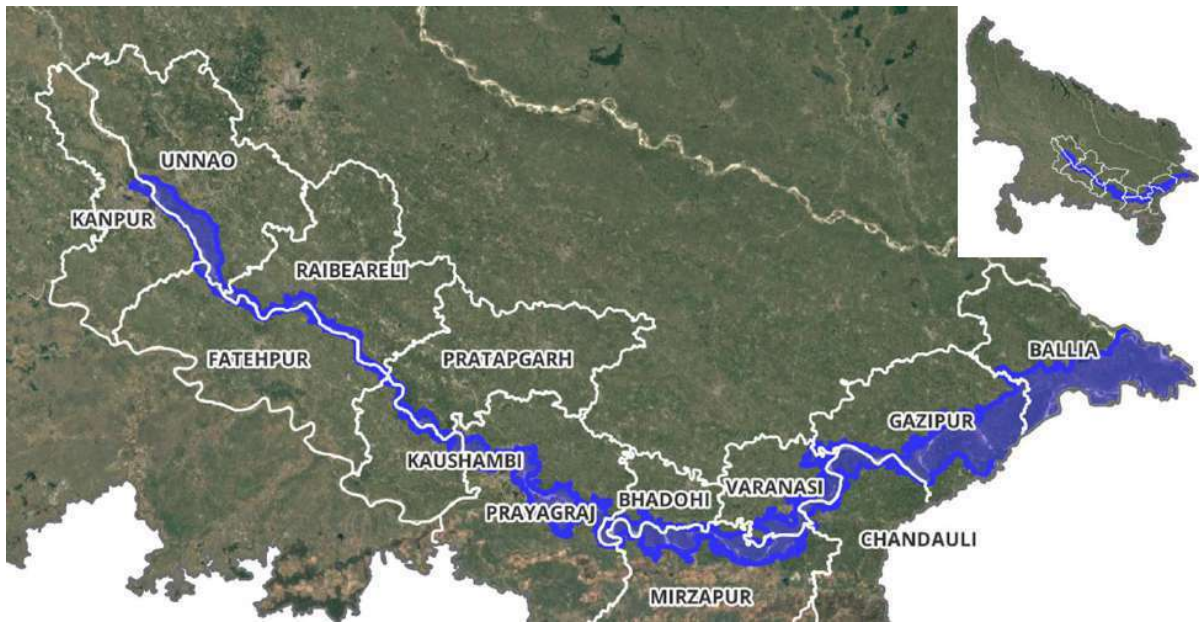 UNNAO
KANPUR
RAIBEARELI
FATEHPUR
PRATAPGARH
BALLIA
GAZIPUR
KAUSHAMBI
BHADOHI
VARANASI
PRAYAGRAJ
CHANDAULI
MIRZAPUR